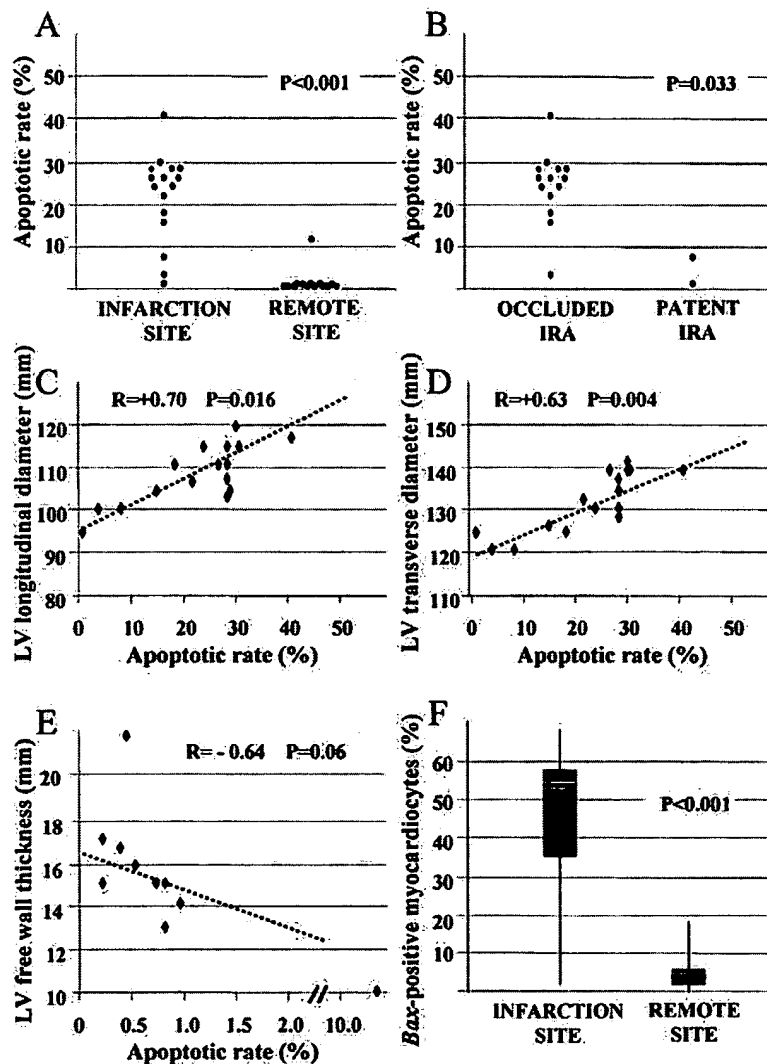 A
Apoptotic rate (%)
50
40
30
20
10
P<0.001
INFARCTION SITE
REMOTE SITE
B
Apoptotic rate (%)
50
40
30
20
10
P=0.033
OCCLUDED IRA
PATENT IRA
C
LV longitudinal diameter (mm)
R=+0.70 P=0.016
120
110
100
90
80
0 10 20 30 40 50
Apoptotic rate (%)
D
LV transverse diameter (mm)
R=+0.63 P=0.004
150
140
130
120
110
0 10 20 30 40 50
Apoptotic rate (%)
E
LV free wall thickness (mm)
R= - 0.64 P=0.06
20
18
16
14
12
10
0 0.5 1.0 1.5 2.0 10.0
Apoptotic rate (%)
F
Bax-positive myocardiocytes (%)
60
50
40
30
20
10
P<0.001
INFARCTION SITE
REMOTE SITE